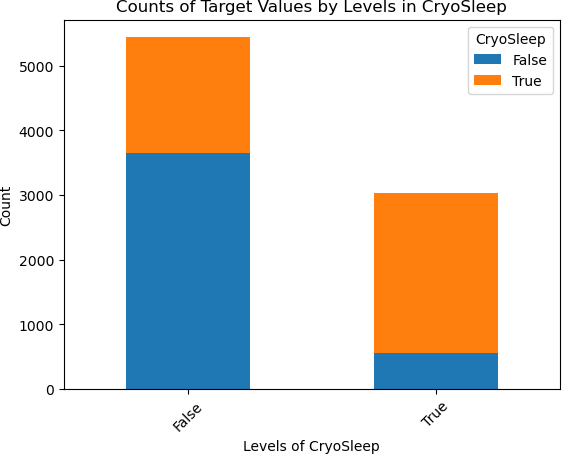 Counts of Target Values by Levels in CryoSleep
CryoSleep
False
True
5000
4000
3000
2000
1000
0
Count
False
True
Levels of CryoSleep